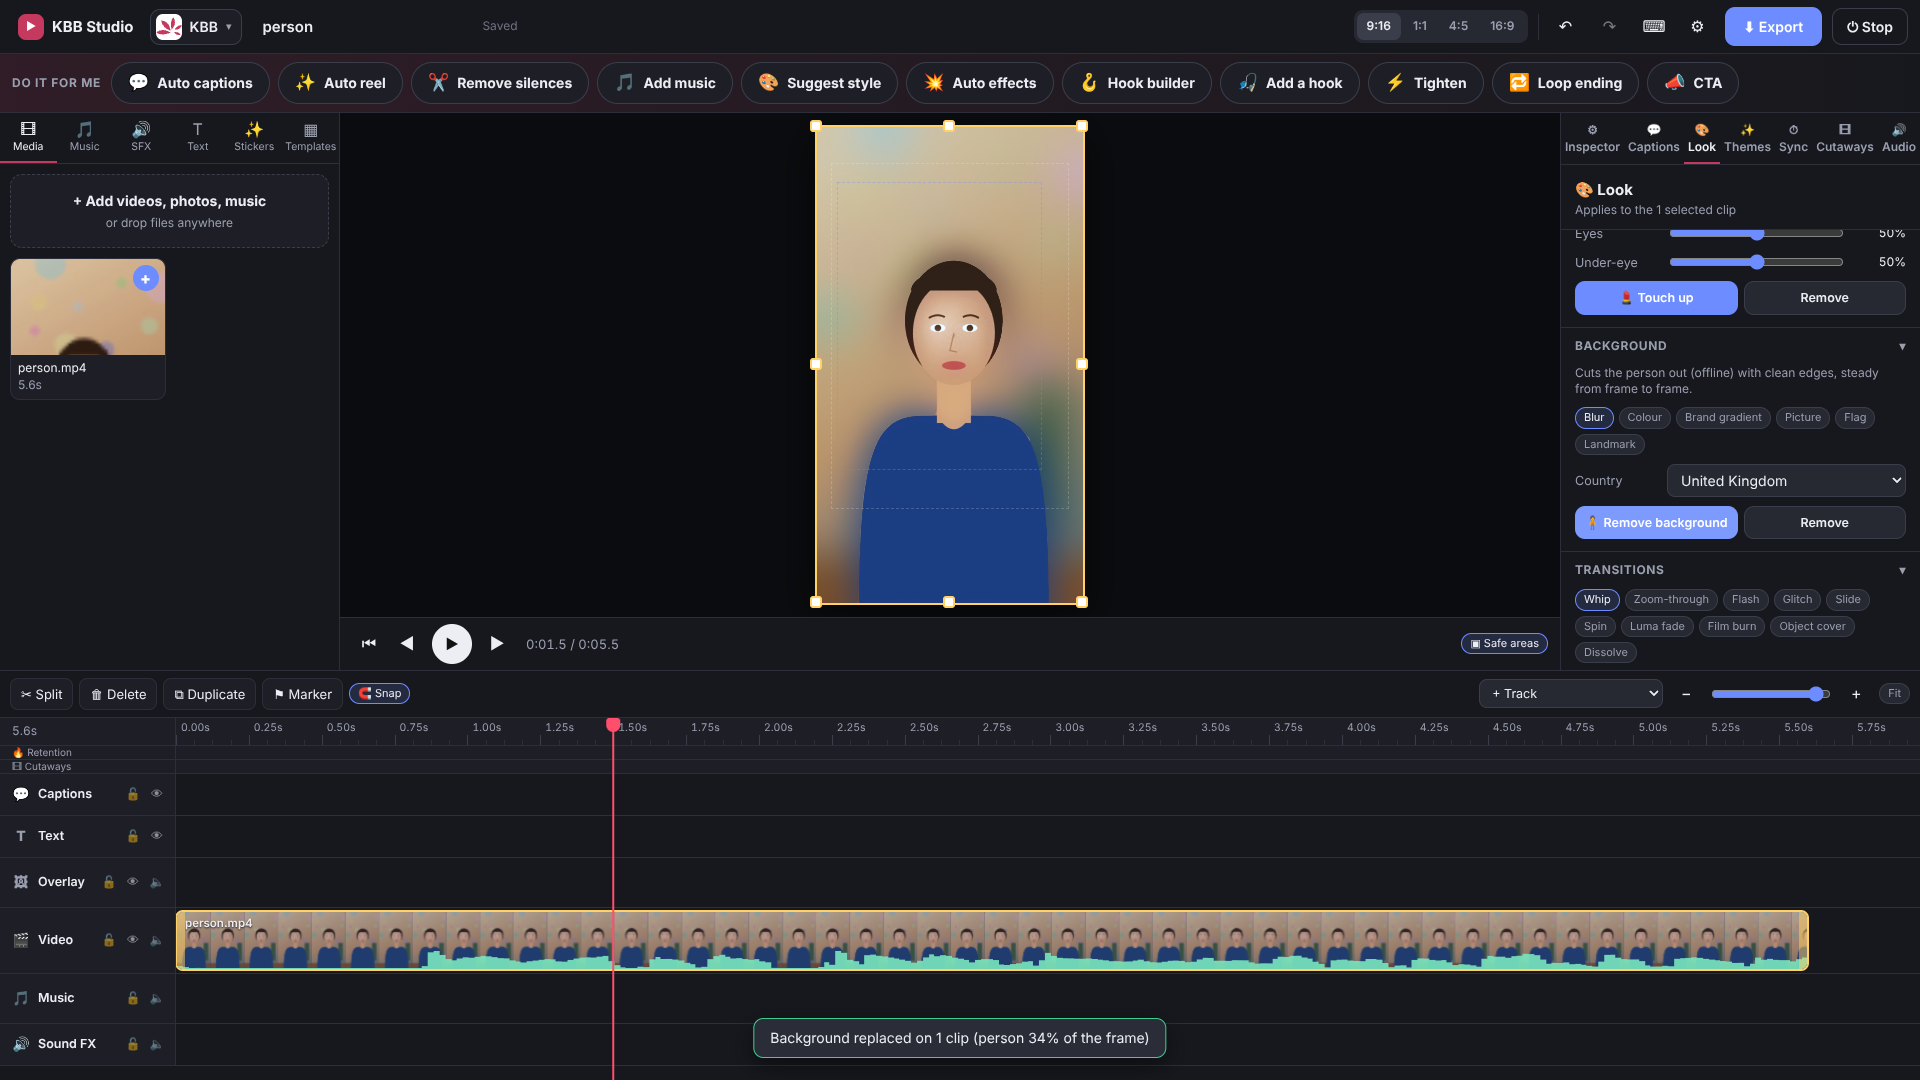 KBB Studio
KBB
person
Saved
9:16 1:1 4:5 16:9
Export
Stop
DO IT FOR ME
Auto captions
Auto reel
Remove silences
Add music
Suggest style
Auto effects
Hook builder
Add a hook
Tighten
Loop ending
CTA
Media Music SFX Text Stickers Templates
+ Add videos, photos, music
or drop files anywhere
person.mp4
5.6s
0:01.5 / 0:05.5
Safe areas
Inspector Captions Look Themes Sync Cutaways Audio
Look
Applies to the 1 selected clip
Eyes 50%
Under-eye 50%
Touch up Remove
BACKGROUND
Cuts the person out (offline) with clean edges, steady
from frame to frame.
Blur Colour Brand gradient Picture Flag
Landmark
Country United Kingdom
Remove background Remove
TRANSITIONS
Whip Zoom-through Flash Glitch Slide
Spin Luma fade Film burn Object cover
Dissolve
Split Delete Duplicate Marker Snap
+ Track
Fit
5.6s
0.00s 0.25s 0.50s 0.75s 1.00s 1.25s 1.50s 1.75s 2.00s 2.25s 2.50s 2.75s 3.00s 3.25s 3.50s 3.75s 4.00s 4.25s 4.50s 4.75s 5.00s 5.25s 5.50s 5.75s
Retention
Cutaways
Captions
Text
Overlay
Video
person.mp4
Music
Sound FX
Background replaced on 1 clip (person 34% of the frame)